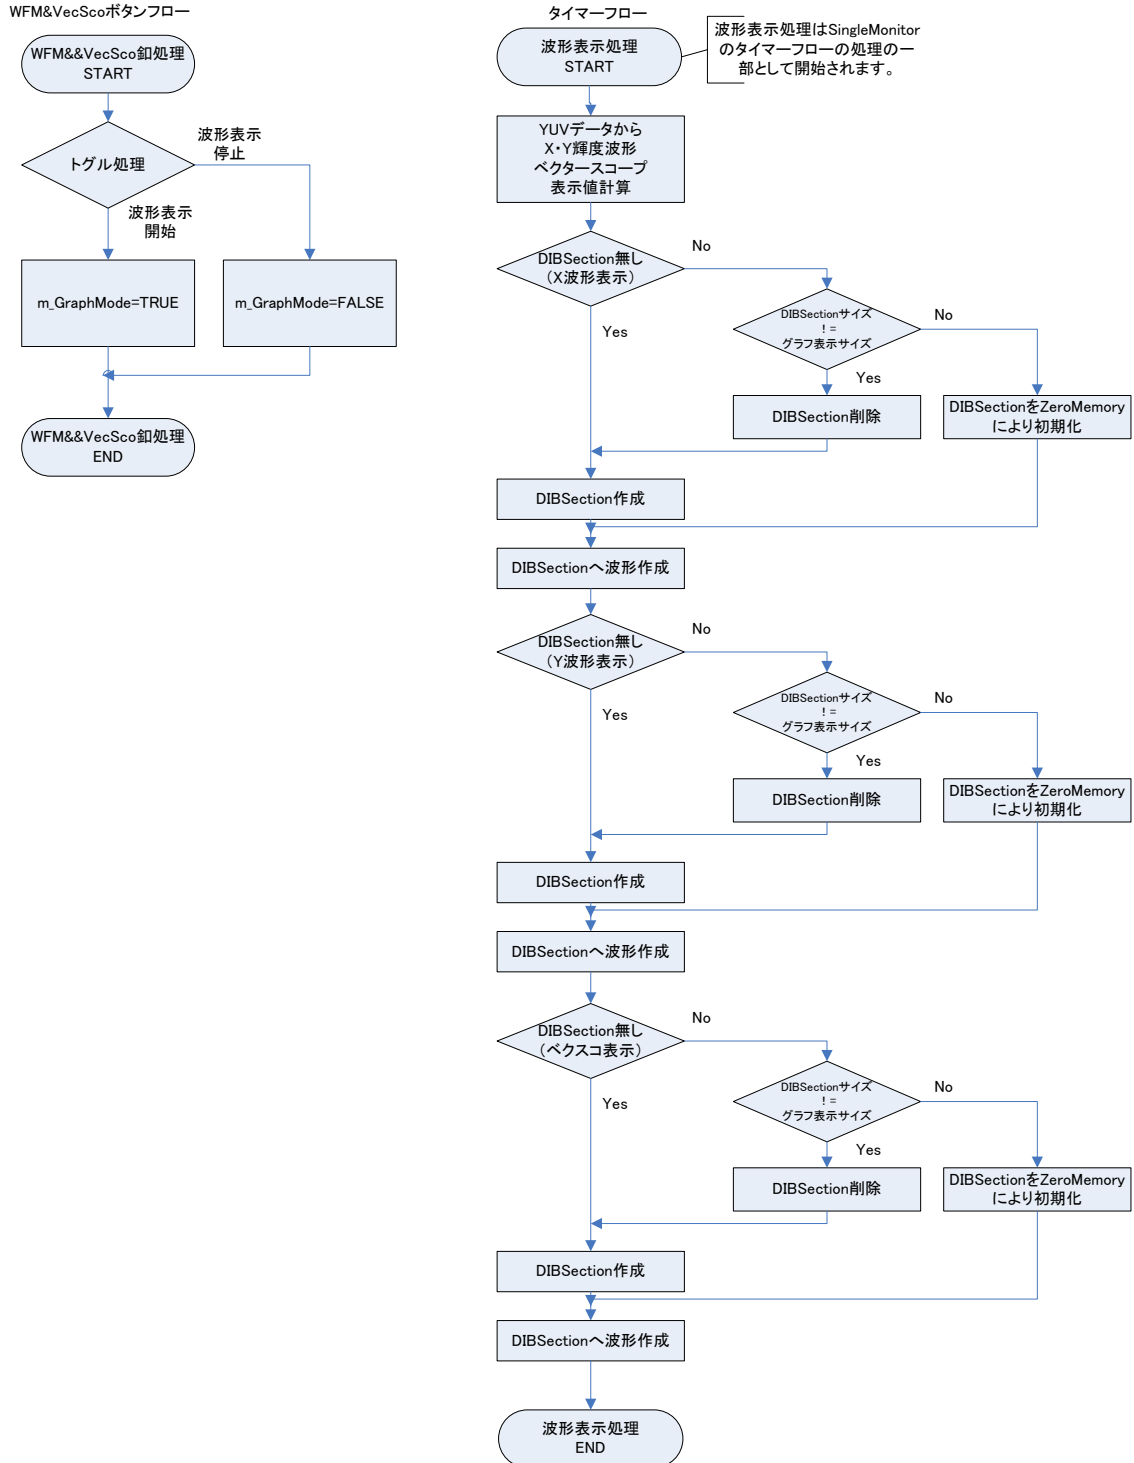 WFM&VecScoボタンフロー
WFM&&VecSco釦処理
START
トグル処理
波形表示
停止
波形表示
開始
m_GraphMode=TRUE
m_GraphMode=FALSE
WFM&&VecSco釦処理
END
タイマーフロー
波形表示処理
START
波形表示処理はSingleMonitor
のタイマーフローの処理の一
部として開始されます。
YUVデータから
X・Y輝度波形
ベクタースコープ
表示値計算
DIBSection無し
(X波形表示)
No
Yes
DIBSectionサイズ
!=
グラフ表示サイズ
No
Yes
DIBSection削除
DIBSectionをZeroMemory
により初期化
DIBSection作成
DIBSectionへ波形作成
DIBSection無し
(Y波形表示)
No
Yes
DIBSectionサイズ
!=
グラフ表示サイズ
No
Yes
DIBSection削除
DIBSectionをZeroMemory
により初期化
DIBSection作成
DIBSectionへ波形作成
DIBSection無し
(ベクスコ表示)
No
Yes
DIBSectionサイズ
!=
グラフ表示サイズ
No
Yes
DIBSection削除
DIBSectionをZeroMemory
により初期化
DIBSection作成
DIBSectionへ波形作成
波形表示処理
END